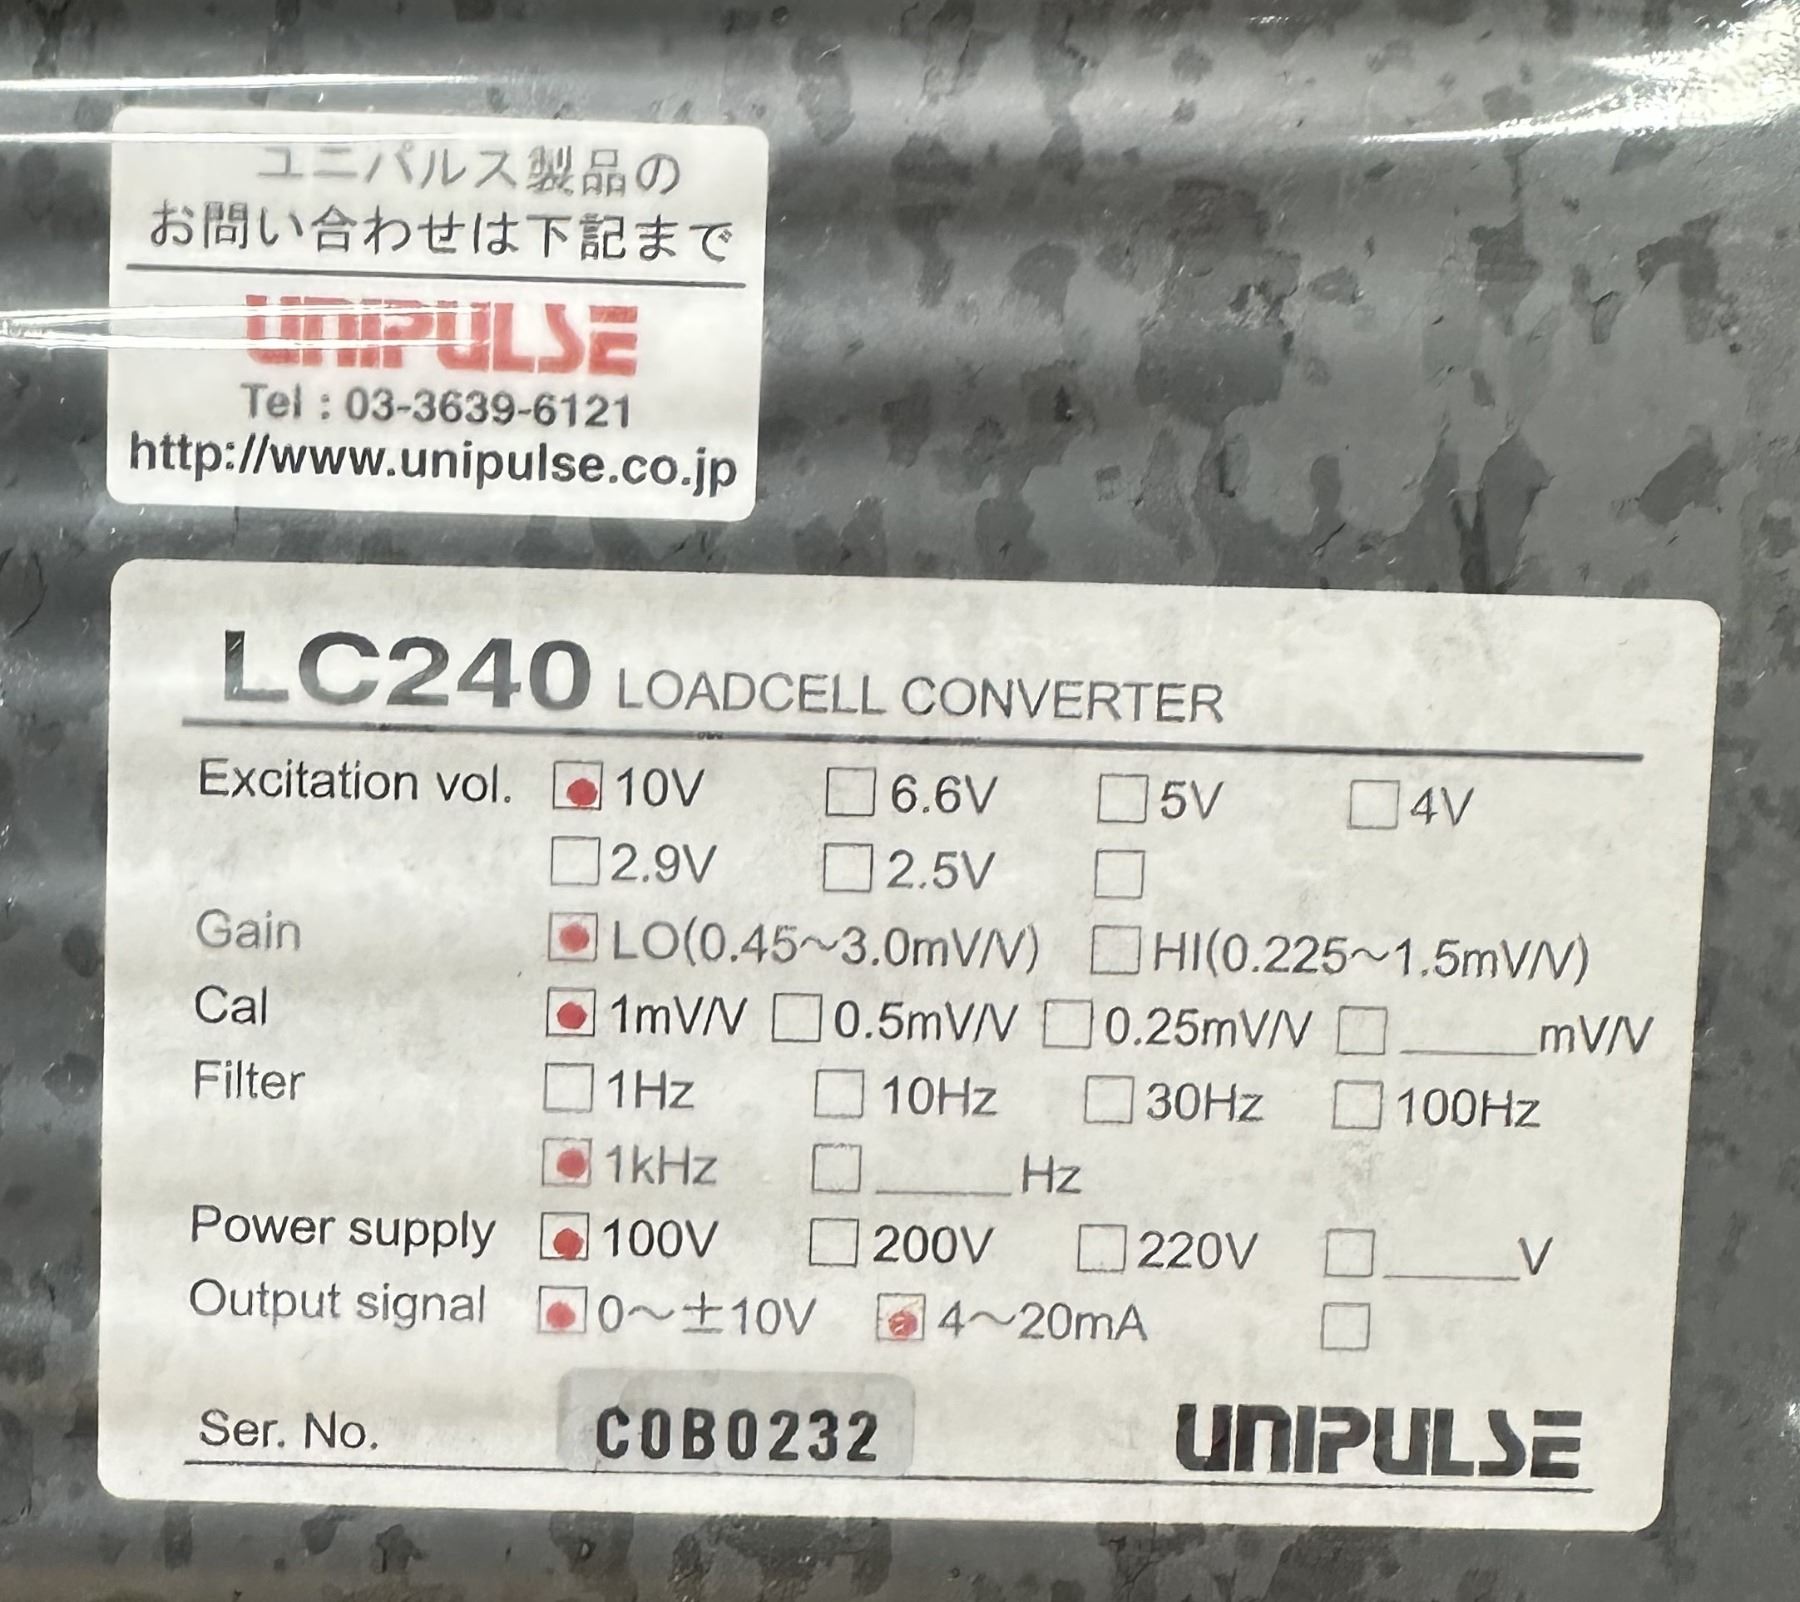 ユニパルス製品の
お問い合わせは下記まで
UNIPULSE
Tel : 03-3639-6121
http://www.unipulse.co.jp
LC240 LOADCELL CONVERTER
Excitation vol. 10V 6.6V 5V 4V
2.9V 2.5V
Gain LO(0.45～3.0mV/V) HI(0.225～1.5mV/V)
Cal 1mV/V 0.5mV/V 0.25mV/V ____mV/V
Filter 1Hz 10Hz 30Hz 100Hz
1kHz ____Hz
Power supply 100V 200V 220V ____V
Output signal 0～±10V 4～20mA
Ser. No. C0B0232 UNIPULSE